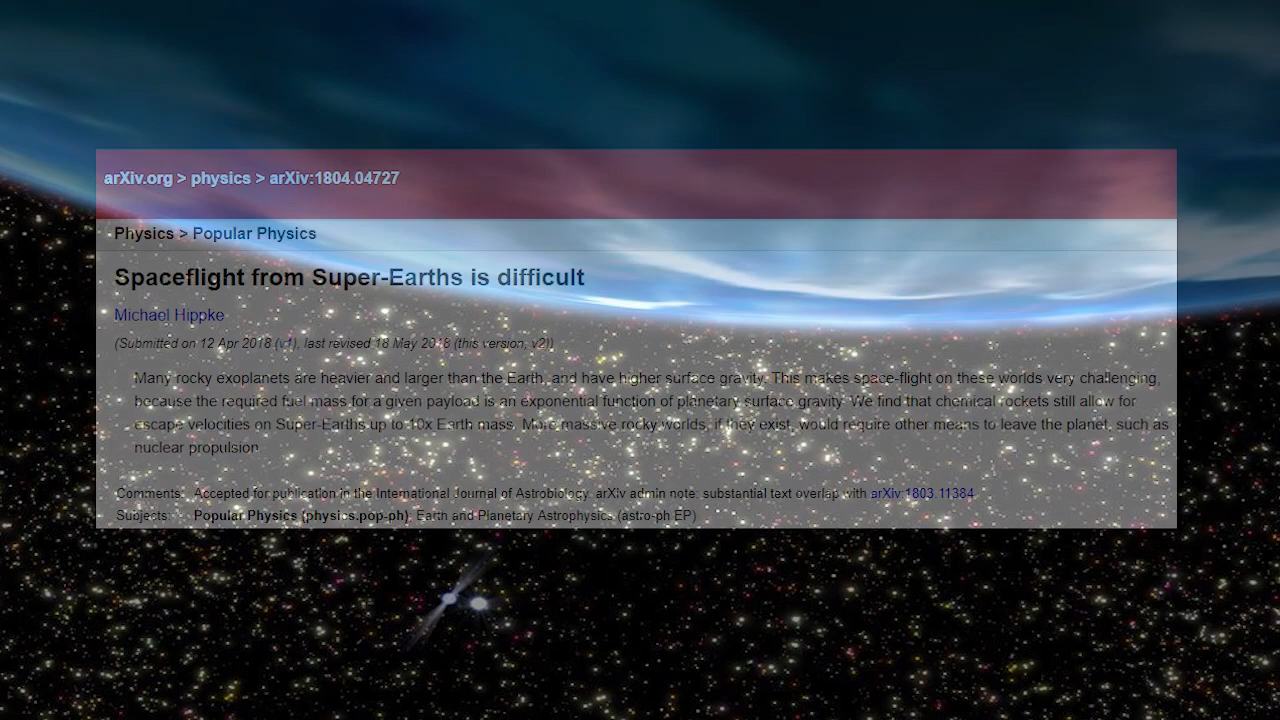 arXiv.org > physics > arXiv:1804.04727
Physics > Popular Physics
Spaceflight from Super-Earths is difficult
Michael Hippke
(Submitted on 12 Apr 2018 (v1), last revised 18 May 2018 (this version, v2))
Many rocky exoplanets are heavier and larger than the Earth, and have higher surface gravity. This makes space-flight on these worlds very challenging,
because the required fuel mass for a given payload is an exponential function of planetary surface gravity. We find that chemical rockets still allow for
escape velocities on Super-Earths up to 10x Earth mass. More massive rocky worlds, if they exist, would require other means to leave the planet, such as
nuclear propulsion.
Comments: Accepted for publication in the International Journal of Astrobiology. arXiv admin note: substantial text overlap with arXiv:1803.11384
Subjects: Popular Physics (physics.pop-ph); Earth and Planetary Astrophysics (astro-ph.EP)